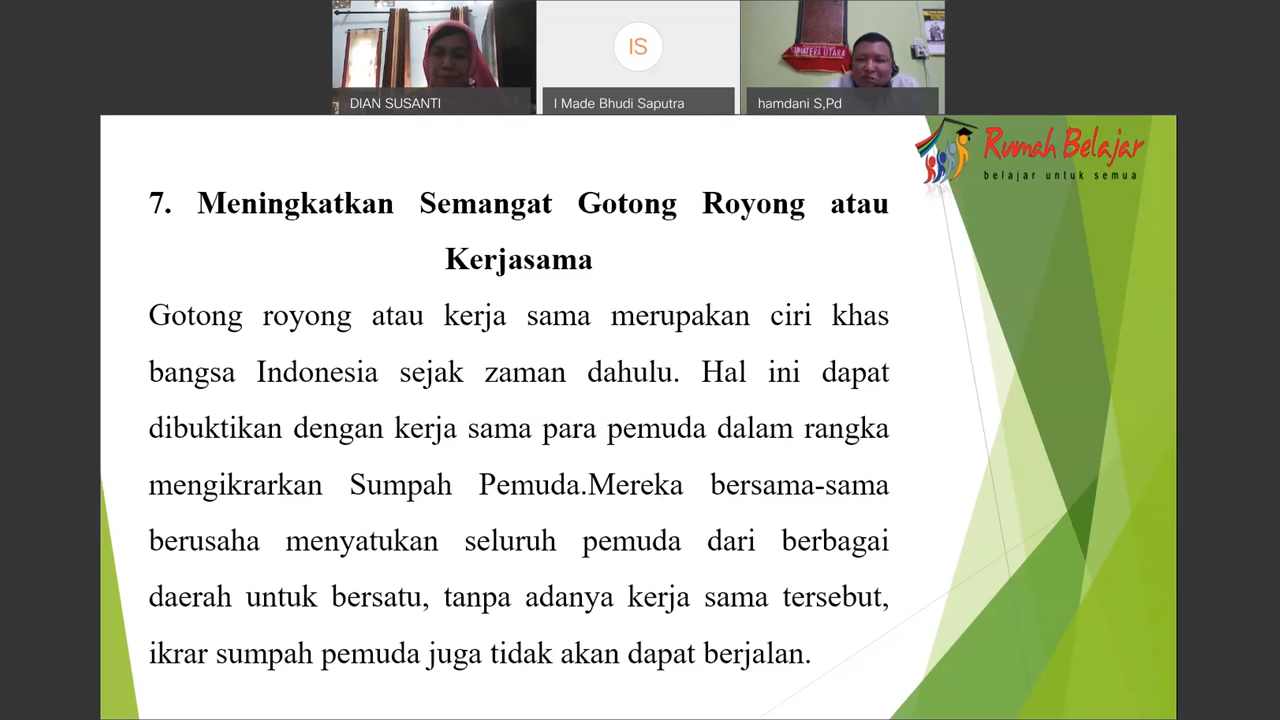 DIAN SUSANTI
IS
I Made Bhudi Saputra
hamdani S,Pd
Rumah Belajar
belajar untuk semua
7. Meningkatkan Semangat Gotong Royong atau
Kerjasama
Gotong royong atau kerja sama merupakan ciri khas
bangsa Indonesia sejak zaman dahulu. Hal ini dapat
dibuktikan dengan kerja sama para pemuda dalam rangka
mengikrarkan Sumpah Pemuda.Mereka bersama-sama
berusaha menyatukan seluruh pemuda dari berbagai
daerah untuk bersatu, tanpa adanya kerja sama tersebut,
ikrar sumpah pemuda juga tidak akan dapat berjalan.